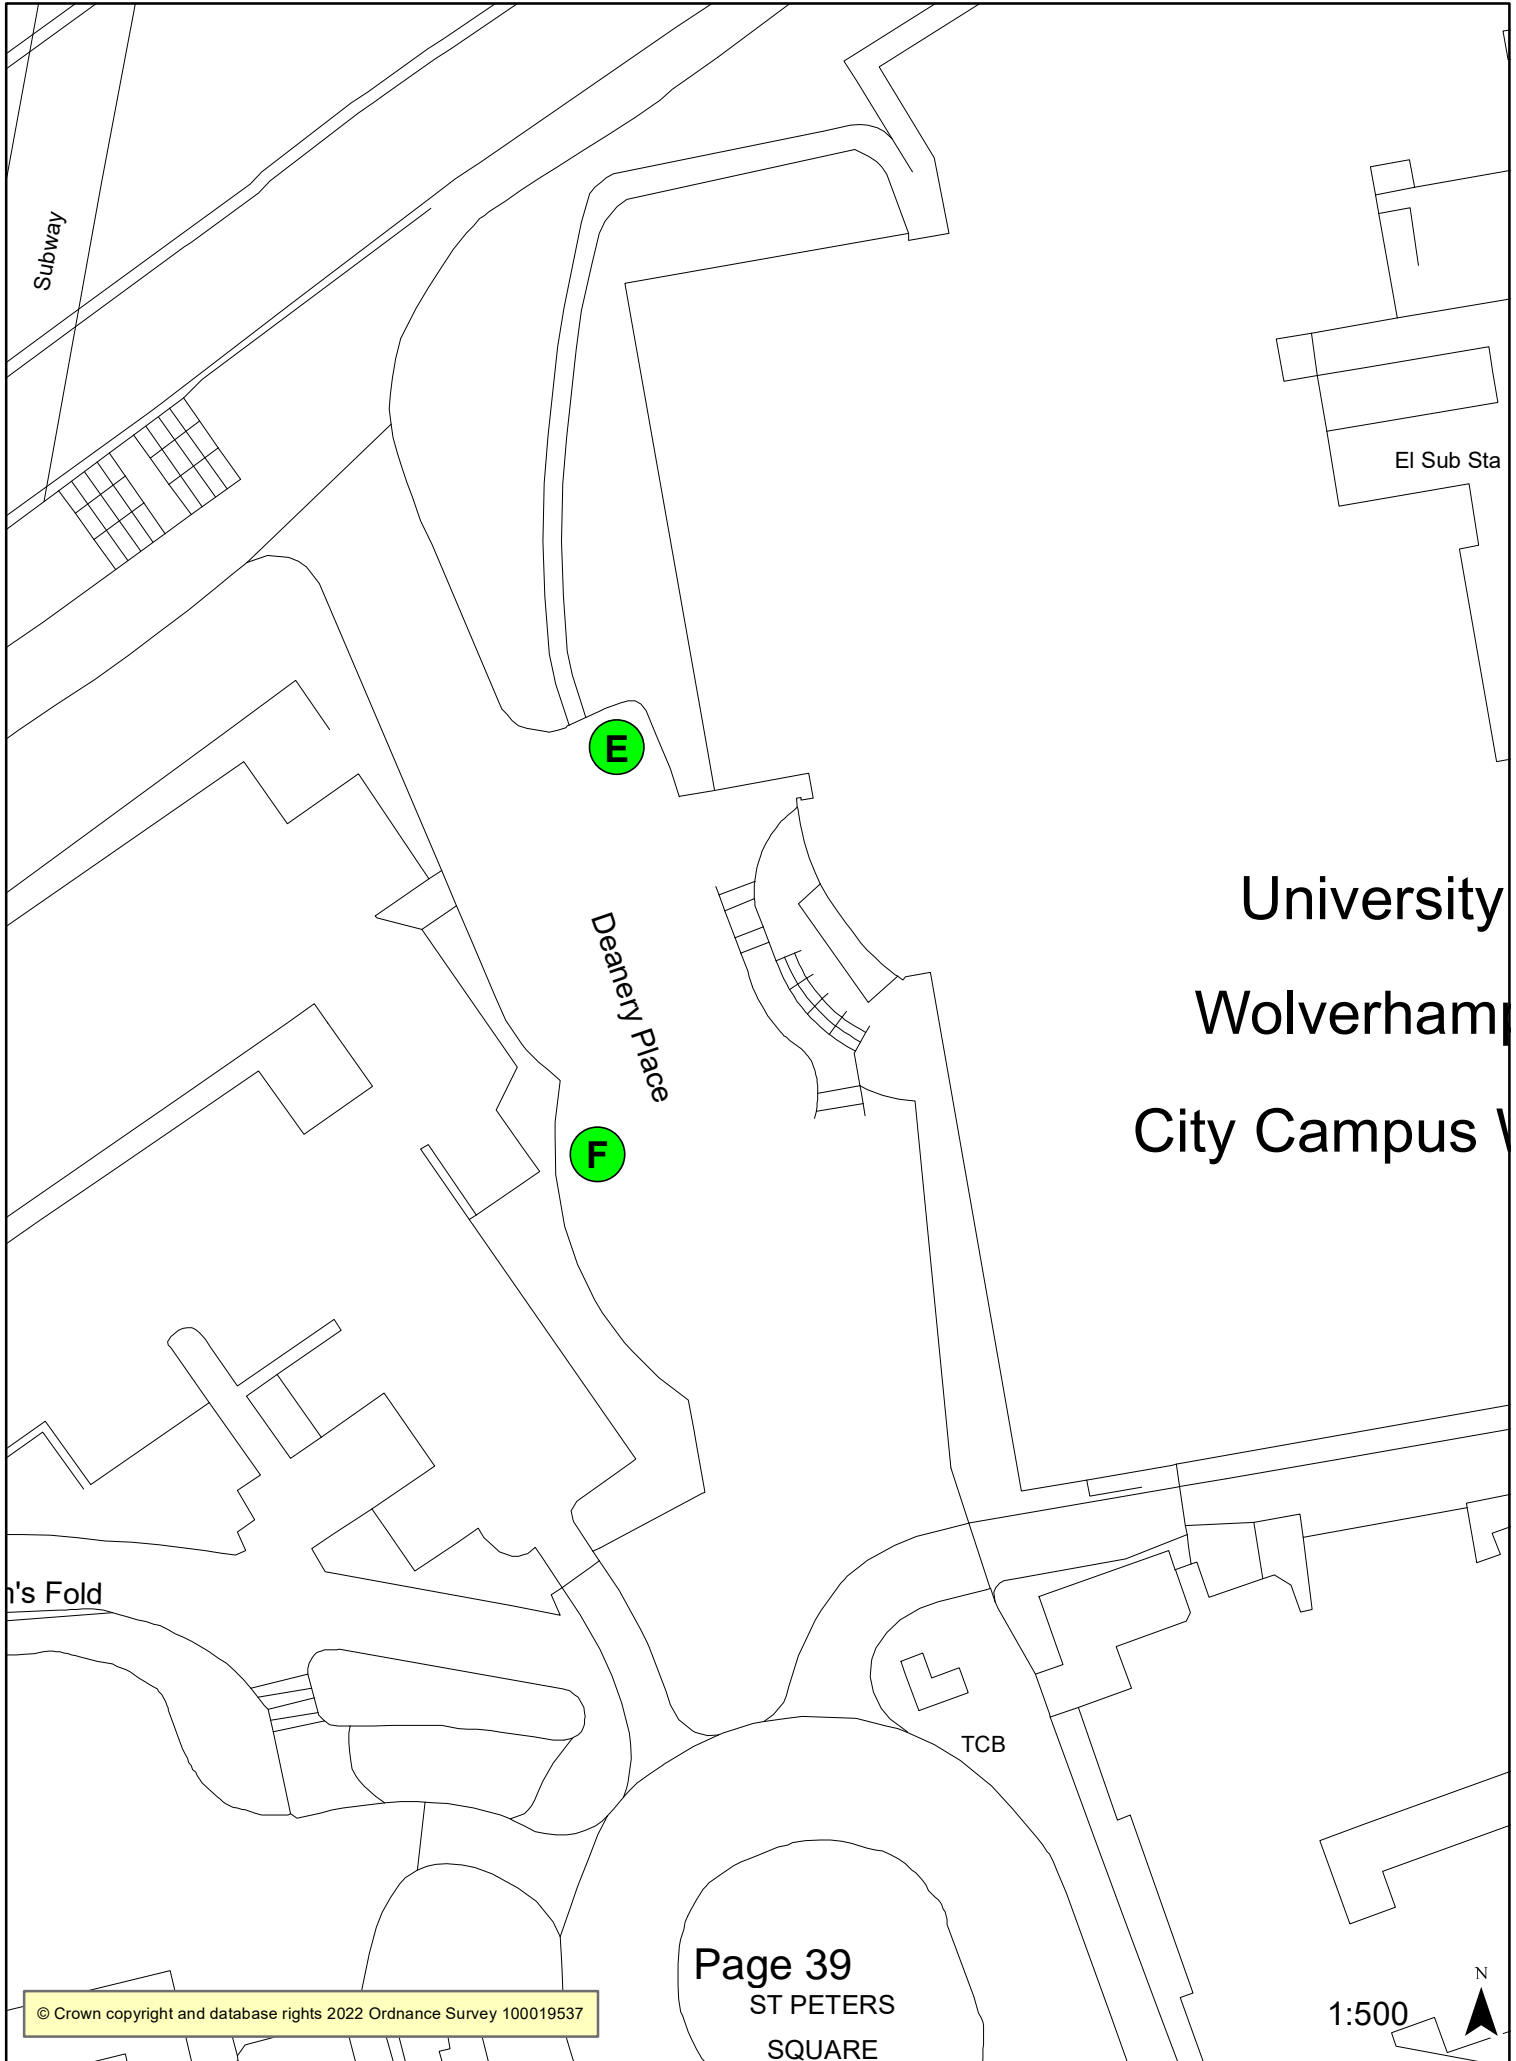 Subway
El Sub Sta
E
University
Deanery Place
Wolverhamp
City Campus
F
n's Fold
TCB
Page 39
ST PETERS
SQUARE
© Crown copyright and database rights 2022 Ordnance Survey 100019537
1:500
N